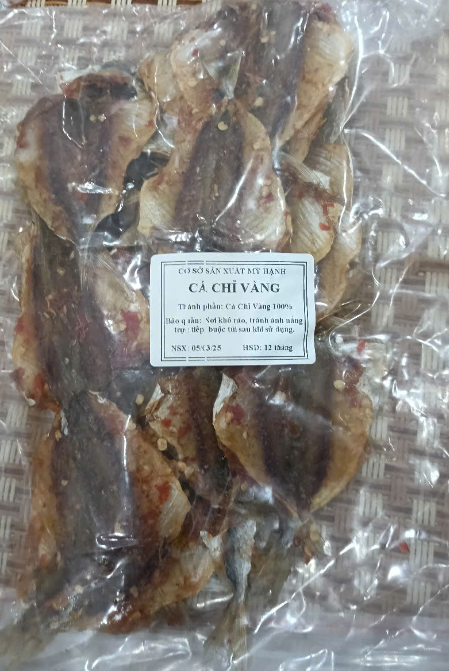 CƠ SỞ SẢN XUẤT MỸ HẠNH
CÁ CHỈ VÀNG
Thành phần: Cá Chỉ Vàng 100%
Bảo quản: Nơi khô ráo, tránh ánh nắng
trực tiếp, buộc túi sau khi sử dụng.
NSX: 05/03/25 HSD: 12 tháng